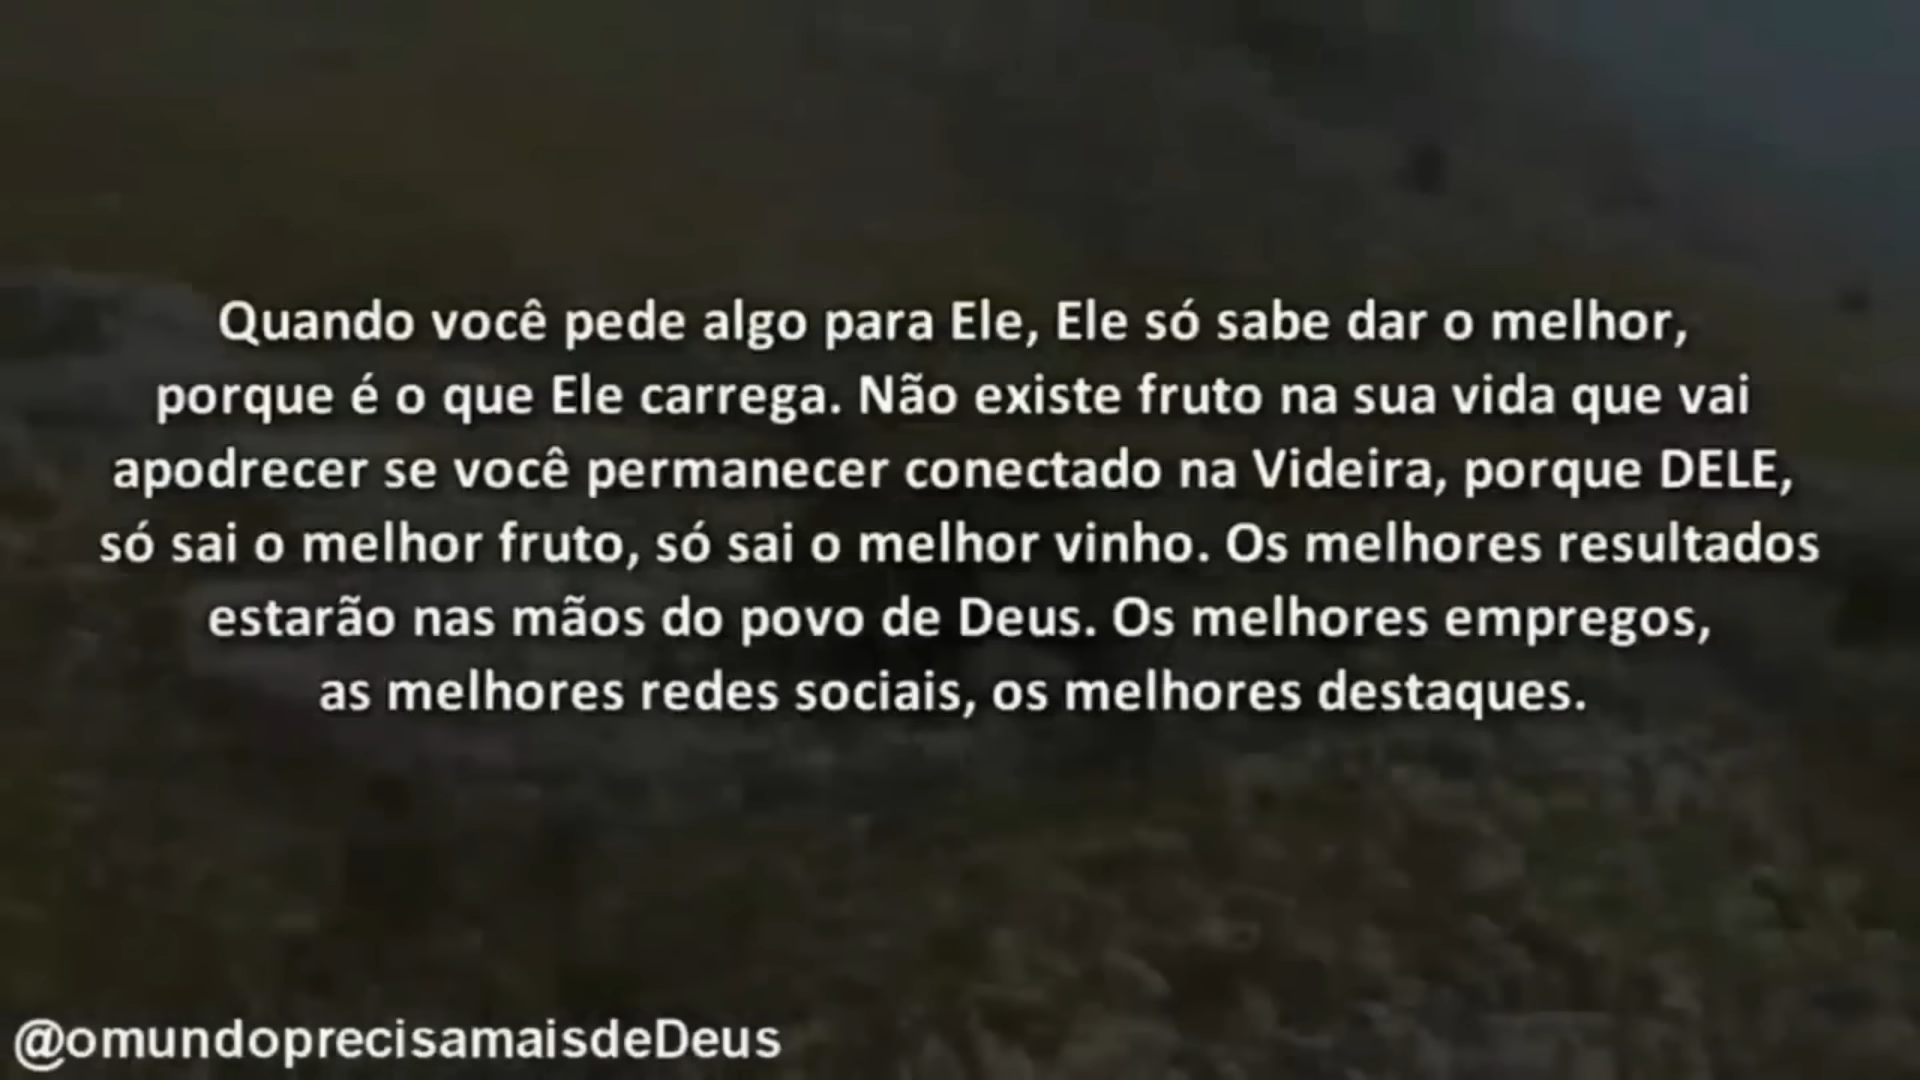 Quando você pede algo para Ele, Ele só sabe dar o melhor,
porque é o que Ele carrega. Não existe fruto na sua vida que vai
apodrecer se você permanecer conectado na Videira, porque DELE,
só sai o melhor fruto, só sai o melhor vinho. Os melhores resultados
estarão nas mãos do povo de Deus. Os melhores empregos,
as melhores redes sociais, os melhores destaques.
@omundoprecisamaisdeDeus